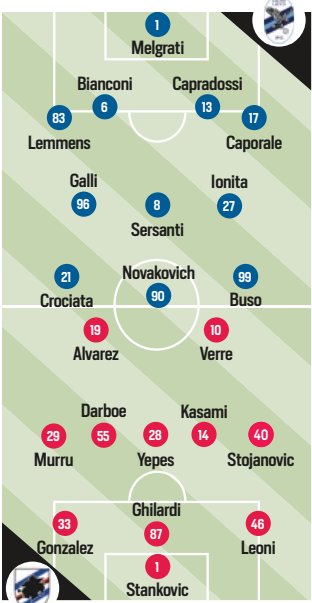 1
Melgrati
Bianconi Capradossi
83 6 13 17
Lemmens Caporale
Galli Ionita
96 8 27
Sersanti
21 Novakovich 99
Crociata 90 Buso
19 10
Alvarez Verre
Darboe Kasami
29 55 28 14 40
Murru Yepes Stojanovic
Ghilardi
33 87 46
Gonzalez Leoni
1
Stankovic